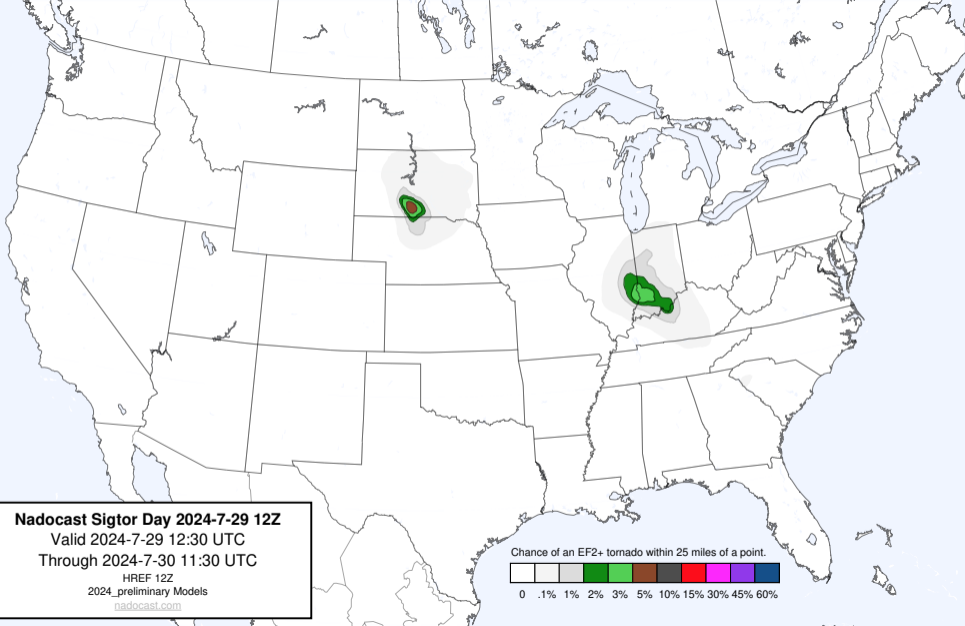 Nadocast Sigtor Day 2024-7-29 12Z
Valid 2024-7-29 12:30 UTC
Through 2024-7-30 11:30 UTC
HREF 12Z
2024_preliminary Models
nadocast.com
Chance of an EF2+ tornado within 25 miles of a point.
0 .1% 1% 2% 3% 5% 10% 15% 30% 45% 60%